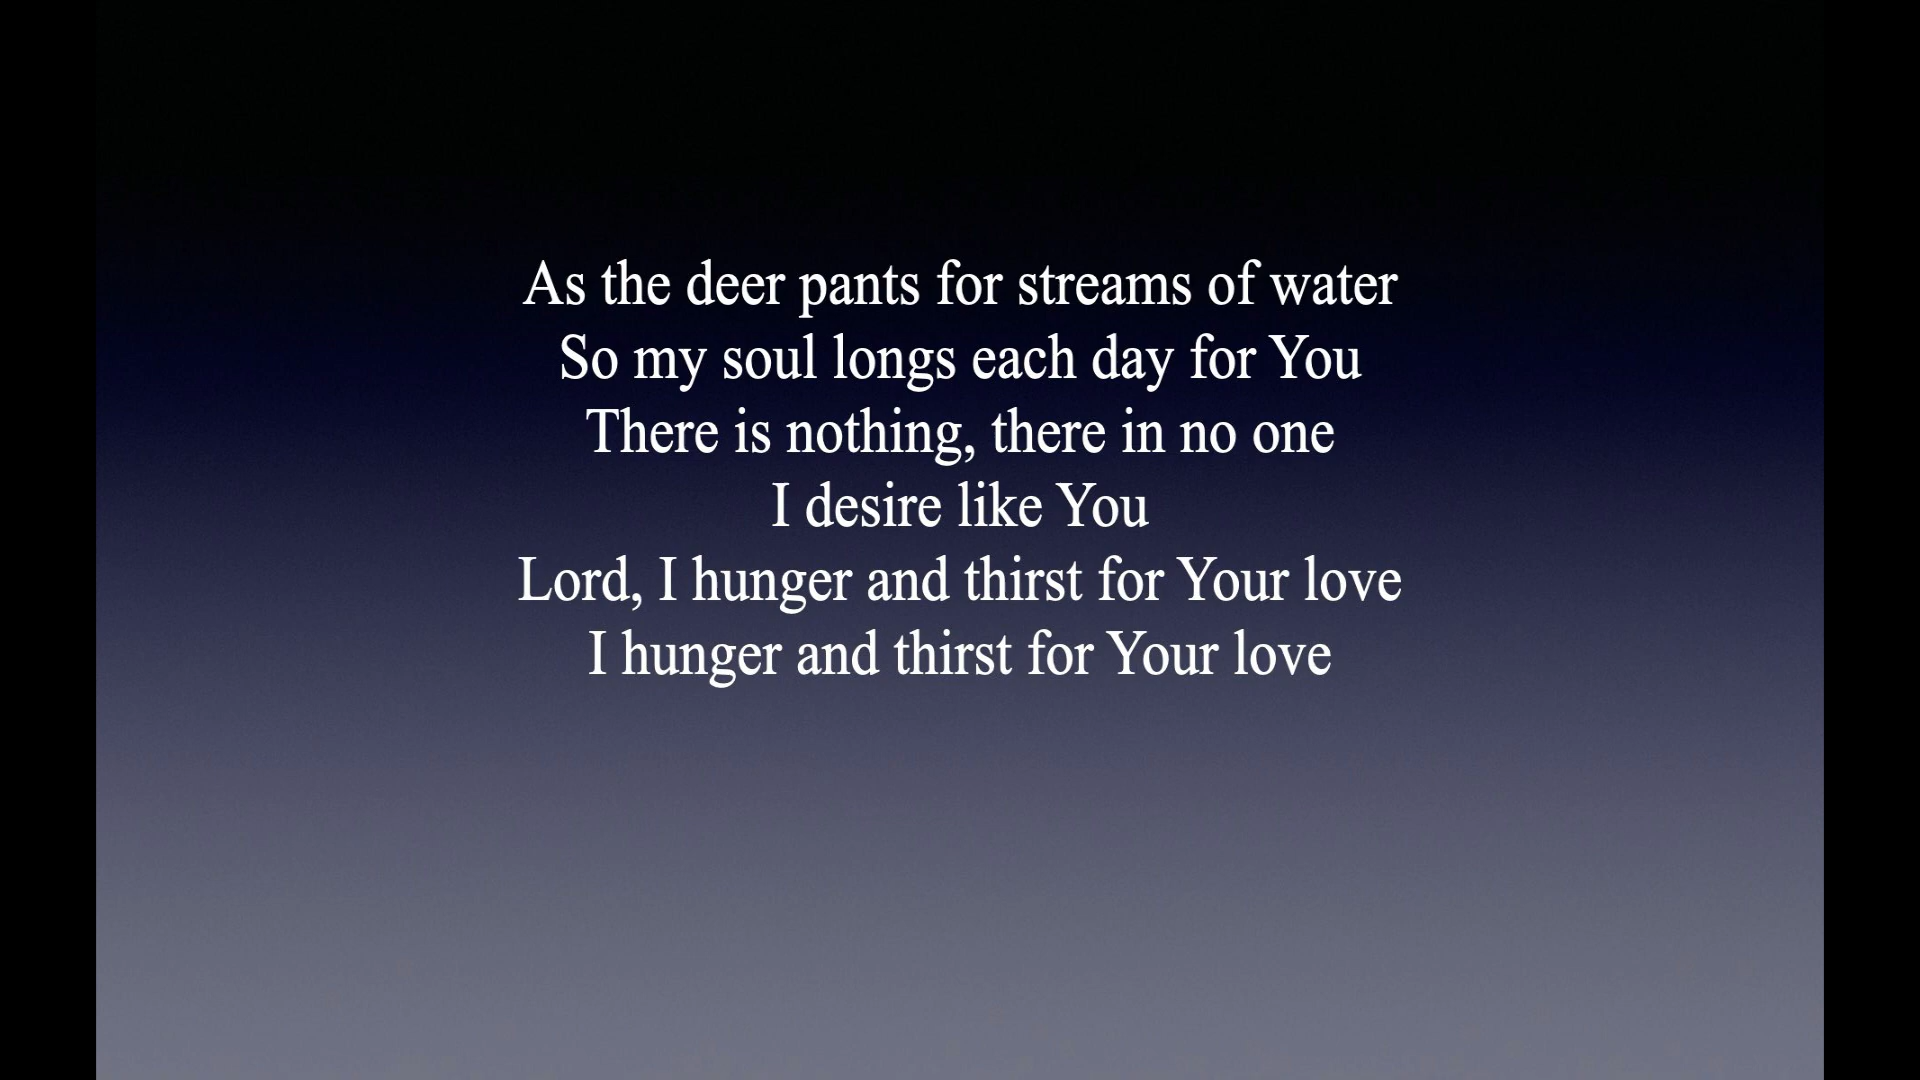 As the deer pants for streams of water
So my soul longs each day for You
There is nothing, there in no one
I desire like You
Lord, I hunger and thirst for Your love
I hunger and thirst for Your love